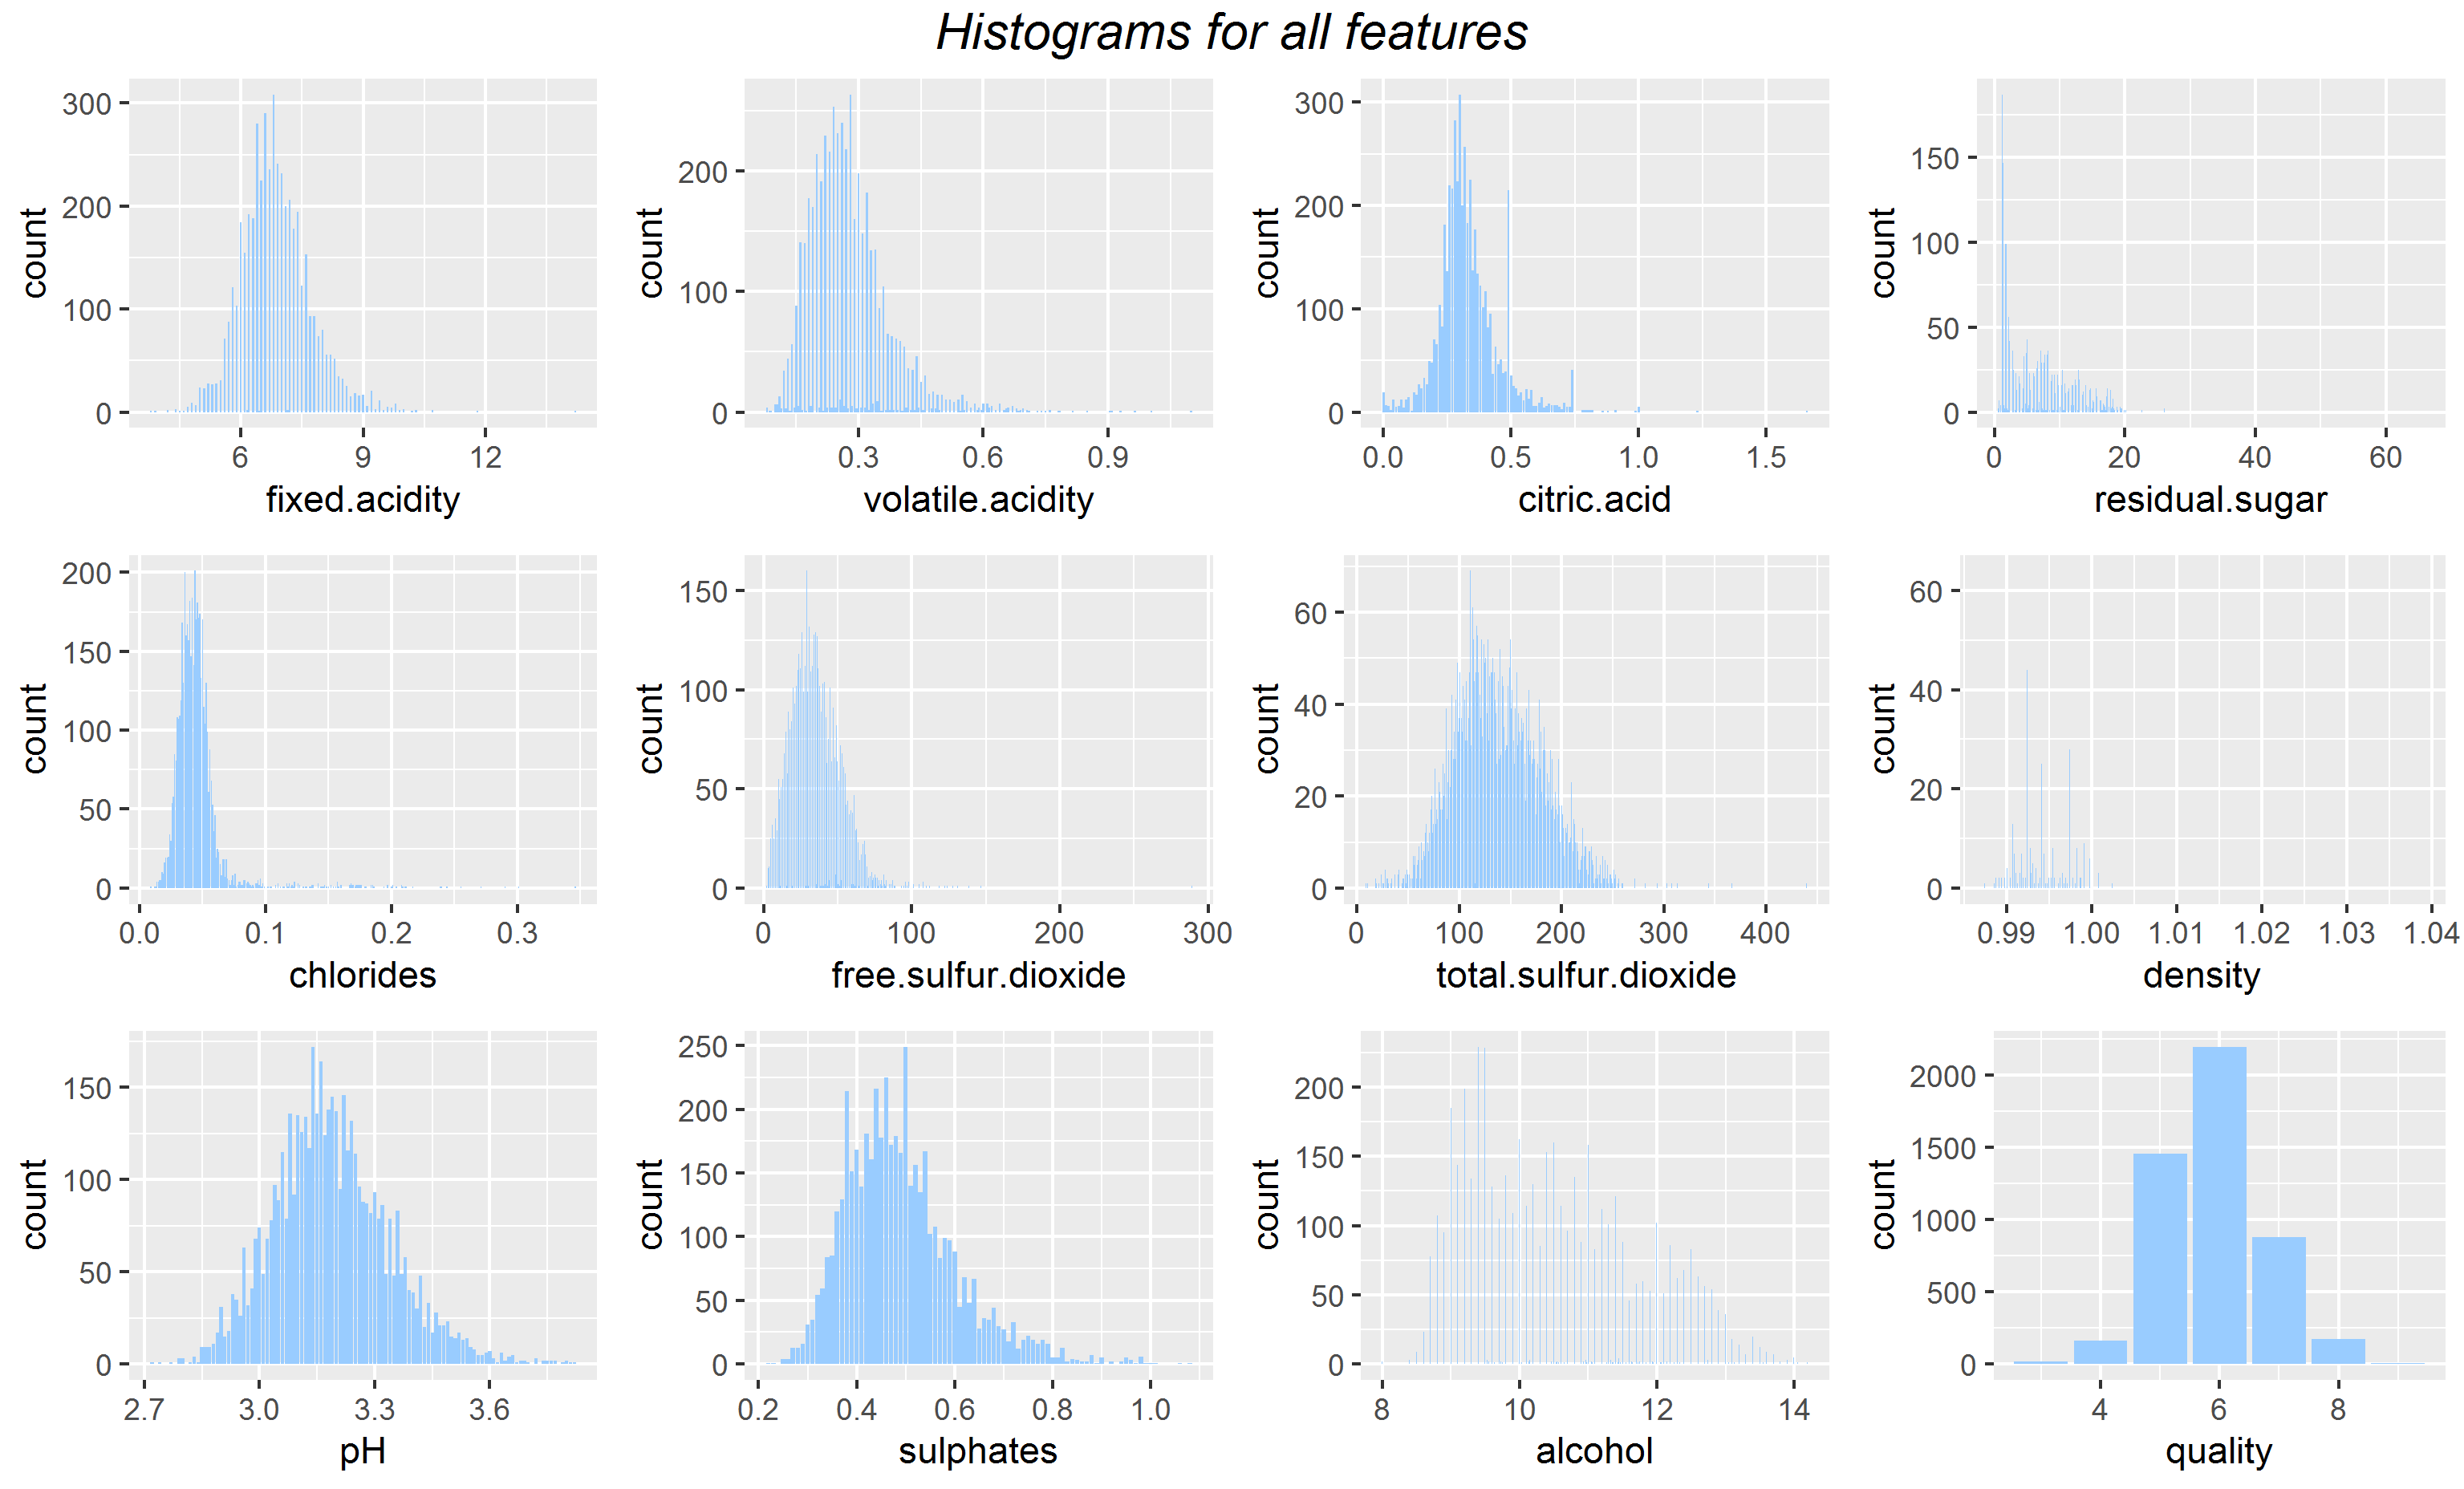 Histograms for all features
count
300
200
100
0
6 9 12
fixed.acidity
count
200
100
0
0.3 0.6 0.9
volatile.acidity
count
300
200
100
0
0.0 0.5 1.0 1.5
citric.acid
count
150
100
50
0
0 20 40 60
residual.sugar
count
200
150
100
50
0
0.0 0.1 0.2 0.3
chlorides
count
150
100
50
0
0 100 200 300
free.sulfur.dioxide
count
60
40
20
0
0 100 200 300 400
total.sulfur.dioxide
count
60
40
20
0
0.99 1.00 1.01 1.02 1.03 1.04
density
count
150
100
50
0
2.7 3.0 3.3 3.6
pH
count
250
200
150
100
50
0
0.2 0.4 0.6 0.8 1.0
sulphates
count
200
150
100
50
0
8 10 12 14
alcohol
count
2000
1500
1000
500
0
4 6 8
quality